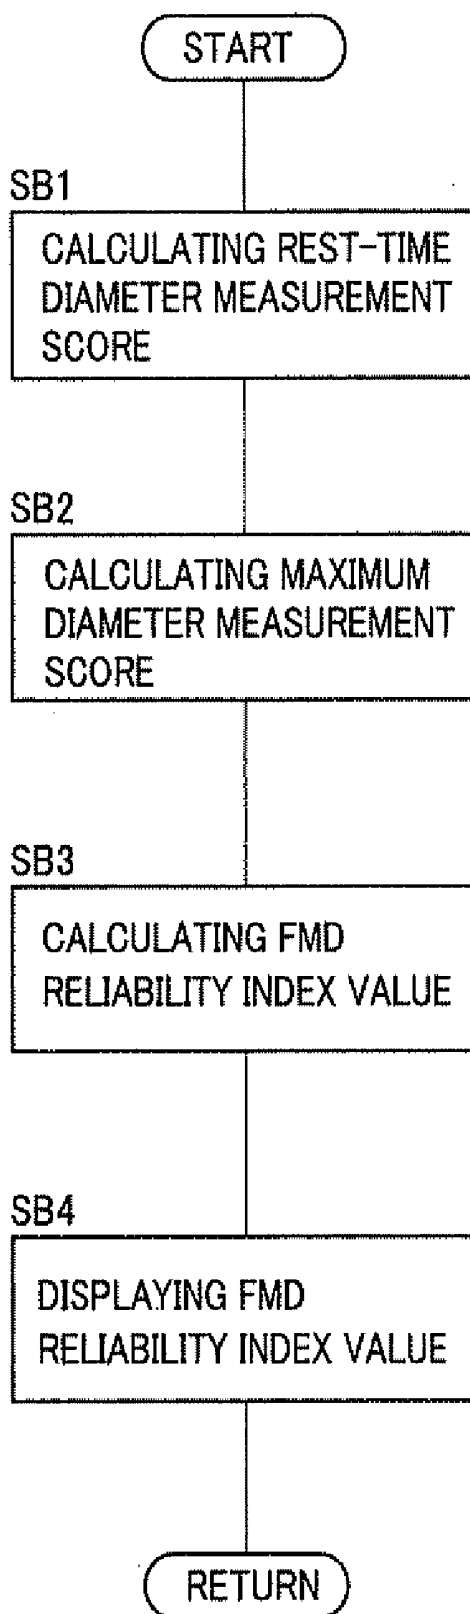 START
SB1
CALCULATING REST-TIME
DIAMETER MEASUREMENT
SCORE
SB2
CALCULATING MAXIMUM
DIAMETER MEASUREMENT
SCORE
SB3
CALCULATING FMD
RELIABILITY INDEX VALUE
SB4
DISPLAYING FMD
RELIABILITY INDEX VALUE
RETURN